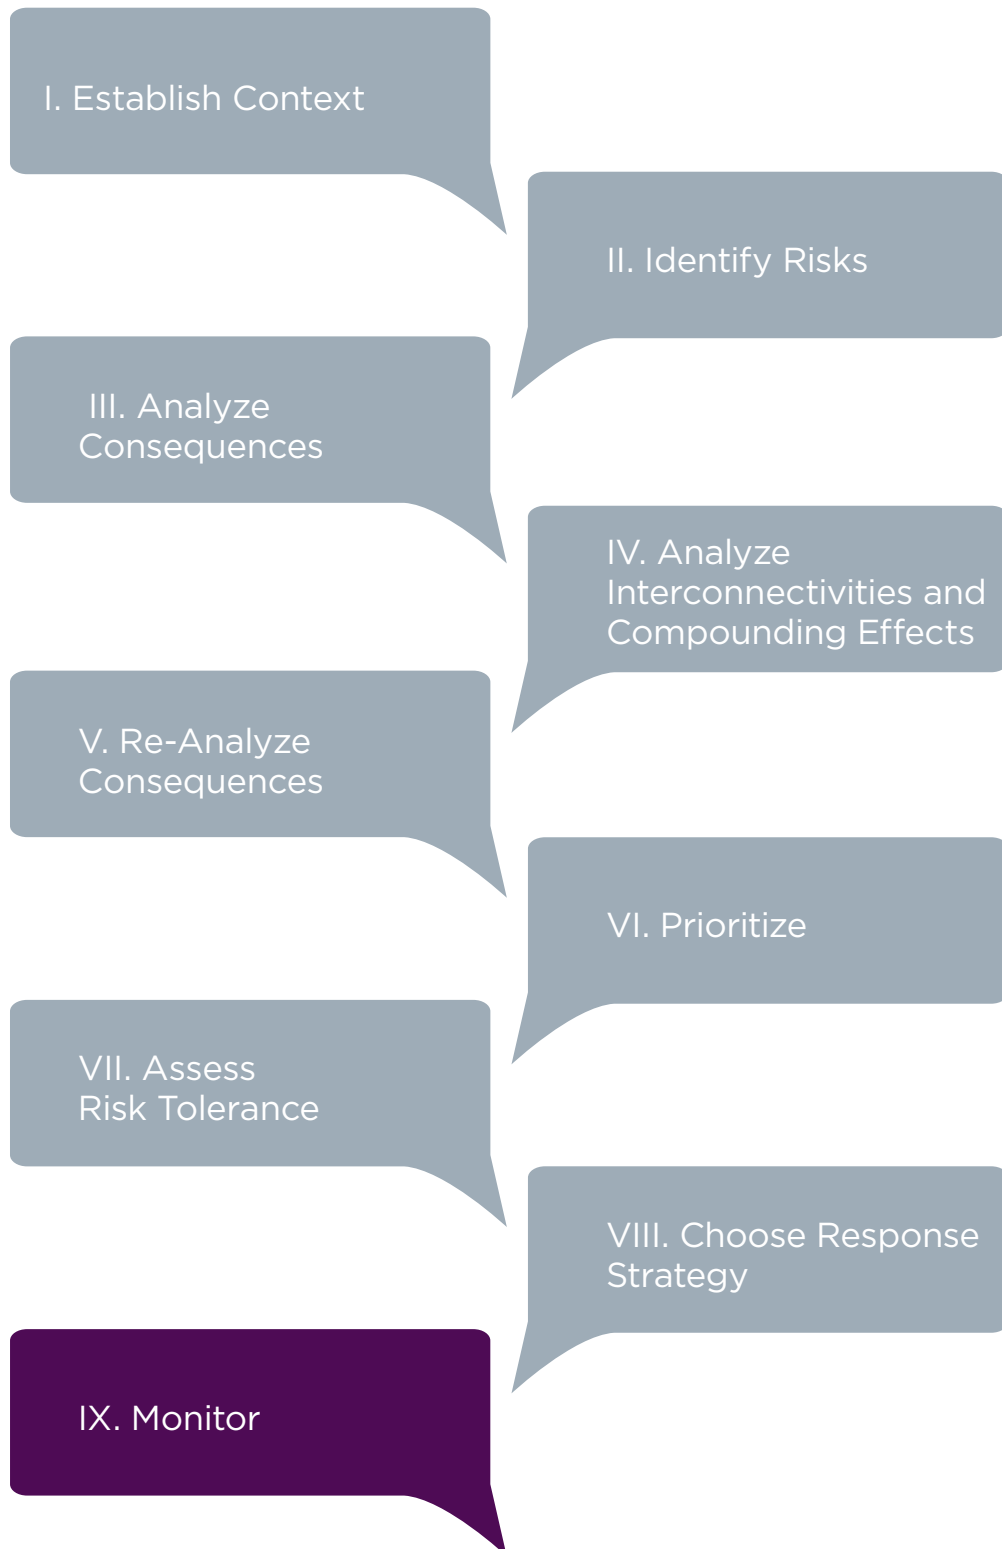 I. Establish Context
II. Identify Risks
III. Analyze
Consequences
IV. Analyze
Interconnectivities and
Compounding Effects
V. Re-Analyze
Consequences
VI. Prioritize
VII. Assess
Risk Tolerance
VIII. Choose Response
Strategy
IX. Monitor